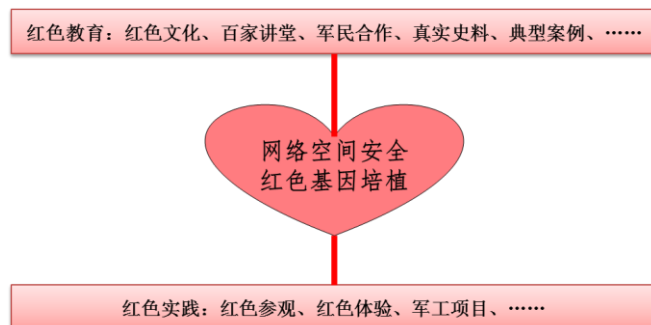 红色教育：红色文化、百家讲堂、军民合作、真实史料、典型案例、……
网络空间安全
红色基因培植
红色实践：红色参观、红色体验、军工项目、……